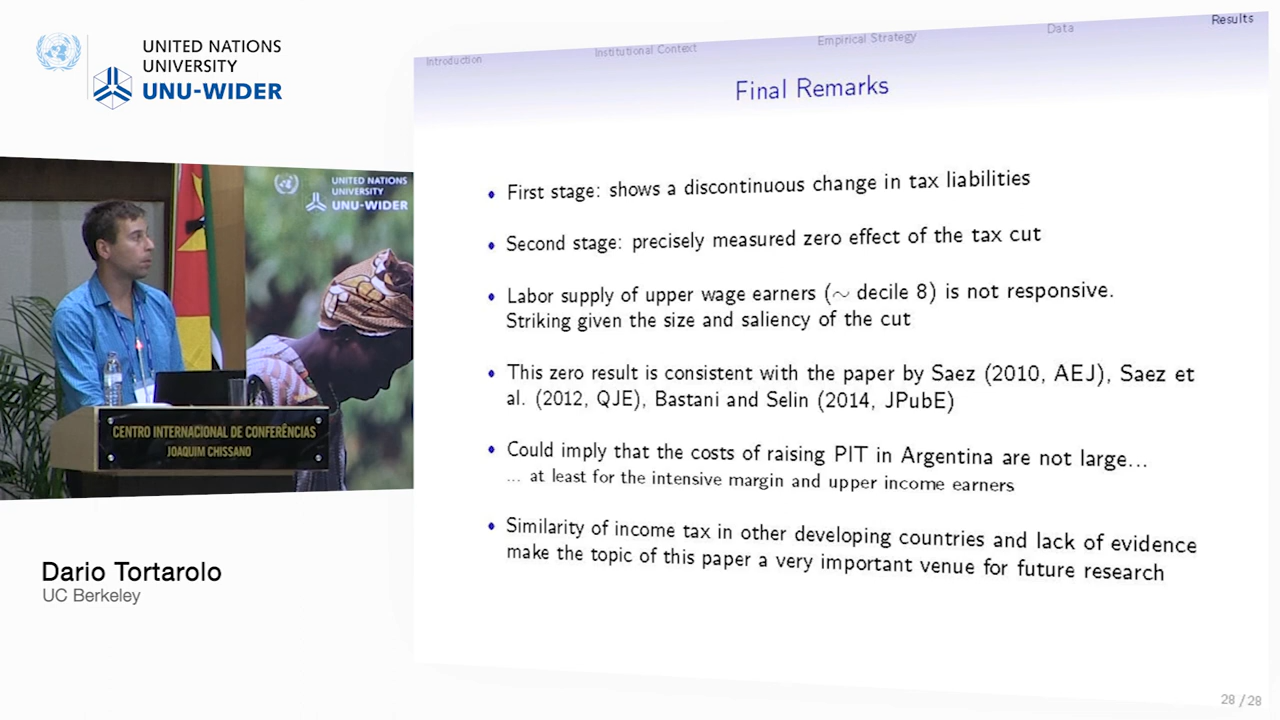 UNITED NATIONS
UNIVERSITY
UNU-WIDER
UNITED NATIONS
UNIVERSITY
UNU-WIDER
CENTRO INTERNACIONAL DE CONFERÊNCIAS
JOAQUIM CHISSANO
Dario Tortarolo
UC Berkeley
Introduction
Institutional Context
Empirical Strategy
Data
Results
Final Remarks
• First stage: shows a discontinuous change in tax liabilities
• Second stage: precisely measured zero effect of the tax cut
• Labor supply of upper wage earners (∼ decile 8) is not responsive.
Striking given the size and saliency of the cut
• This zero result is consistent with the paper by Saez (2010, AEJ), Saez et
al. (2012, QJE), Bastani and Selin (2014, JPubE)
• Could imply that the costs of raising PIT in Argentina are not large...
... at least for the intensive margin and upper income earners
• Similarity of income tax in other developing countries and lack of evidence
make the topic of this paper a very important venue for future research
28 / 28